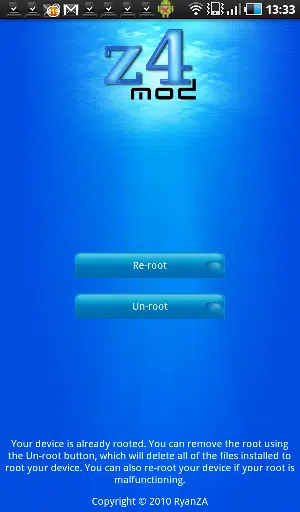 13:33
z4
mod
Re-root
Un-root
Your device is already rooted. You can remove the root using
the Un-root button, which will delete all of the files installed to
root your device. You can also re-root your device if your root is
malfunctioning.
Copyright © 2010 RyanZA